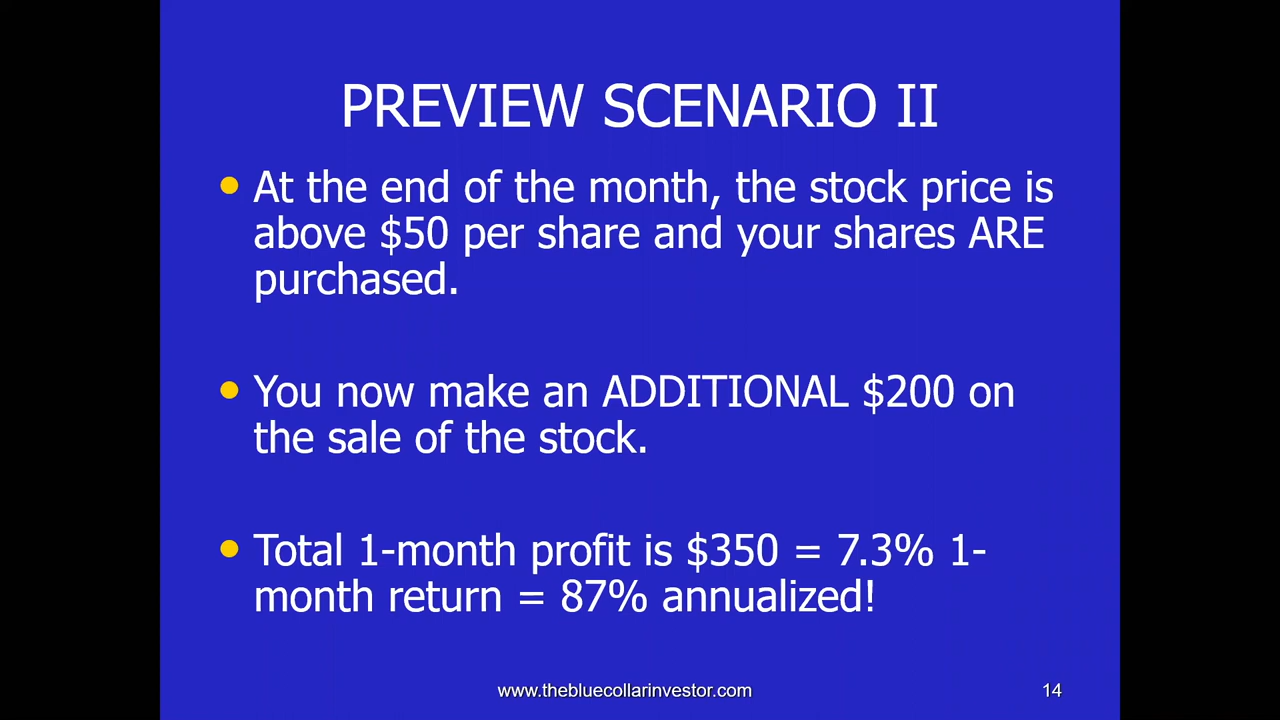 PREVIEW SCENARIO II
At the end of the month, the stock price is
above $50 per share and your shares ARE
purchased.
You now make an ADDITIONAL $200 on
the sale of the stock.
Total 1-month profit is $350 = 7.3% 1-
month return = 87% annualized!
www.thebluecollarinvestor.com
14